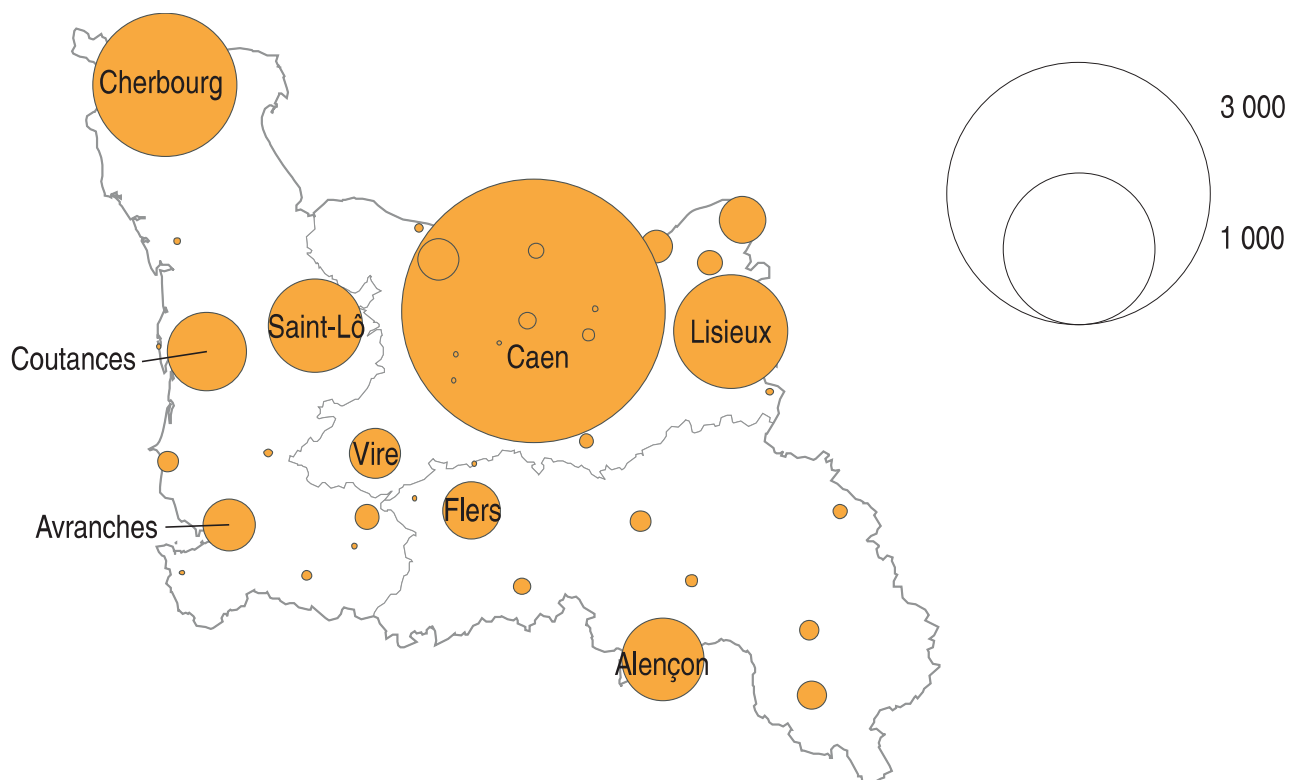 Cherbourg
3 000
1 000
Saint-Lô
Lisieux
Coutances
Caen
Vire
Flers
Avranches
Alençon